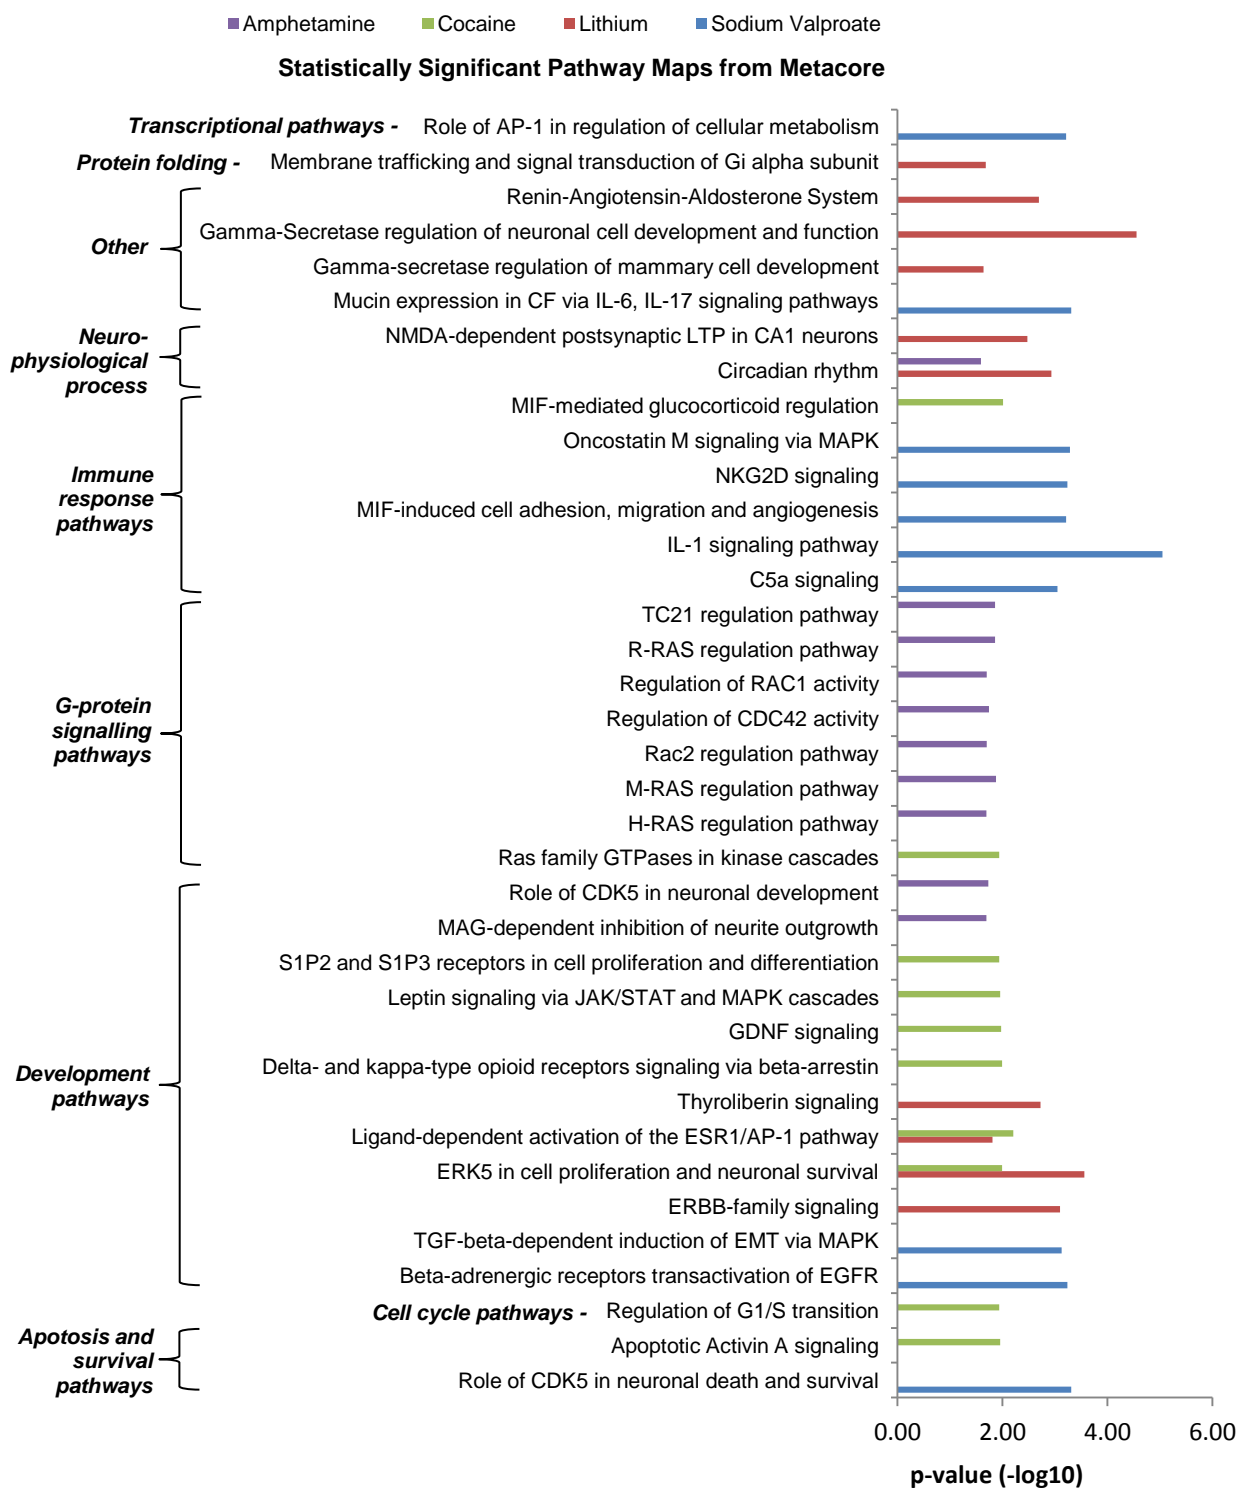 Amphetamine Cocaine Lithium Sodium Valproate
Statistically Significant Pathway Maps from Metacore
Transcriptional pathways - Role of AP-1 in regulation of cellular metabolism
Protein folding - Membrane trafficking and signal transduction of Gi alpha subunit
Other
Renin-Angiotensin-Aldosterone System
Gamma-Secretase regulation of neuronal cell development and function
Gamma-secretase regulation of mammary cell development
Mucin expression in CF via IL-6, IL-17 signaling pathways
Neuro-
physiological
process
NMDA-dependent postsynaptic LTP in CA1 neurons
Circadian rhythm
Immune
response
pathways
MIF-mediated glucocorticoid regulation
Oncostatin M signaling via MAPK
NKG2D signaling
MIF-induced cell adhesion, migration and angiogenesis
IL-1 signaling pathway
C5a signaling
G-protein
signalling
pathways
TC21 regulation pathway
R-RAS regulation pathway
Regulation of RAC1 activity
Regulation of CDC42 activity
Rac2 regulation pathway
M-RAS regulation pathway
H-RAS regulation pathway
Ras family GTPases in kinase cascades
Development
pathways
Role of CDK5 in neuronal development
MAG-dependent inhibition of neurite outgrowth
S1P2 and S1P3 receptors in cell proliferation and differentiation
Leptin signaling via JAK/STAT and MAPK cascades
GDNF signaling
Delta- and kappa-type opioid receptors signaling via beta-arrestin
Thyroliberin signaling
Ligand-dependent activation of the ESR1/AP-1 pathway
ERK5 in cell proliferation and neuronal survival
ERBB-family signaling
TGF-beta-dependent induction of EMT via MAPK
Beta-adrenergic receptors transactivation of EGFR
Cell cycle pathways - Regulation of G1/S transition
Apotosis and
survival
pathways
Apoptotic Activin A signaling
Role of CDK5 in neuronal death and survival
0.00 2.00 4.00 6.00
p-value (-log10)